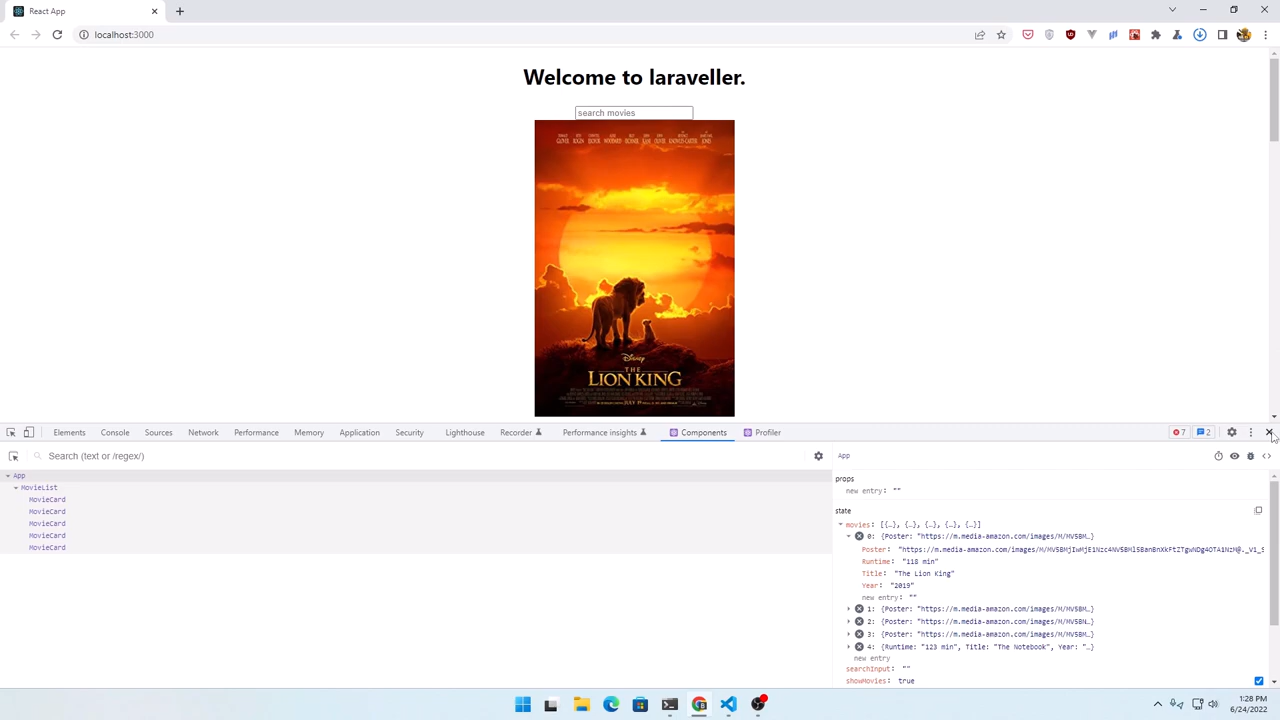 React App
localhost:3000
Welcome to laraveller.
search movies
Disney
THE
LION KING
Elements Console Sources Network Performance Memory Application Security Lighthouse Recorder Performance insights Components Profiler 7 2
Search (text or /regex/)
App
App
MovieList
MovieCard
MovieCard
MovieCard
MovieCard
MovieCard
props
new entry: ""
state
movies: [{…}, {…}, {…}, {…}, {…}]
0: {Poster: "https://m.media-amazon.com/images/M/MV5BM…}
Runtime: "118 min"
Title: "The Lion King"
Year: "2019"
new entry: ""
1: {Poster: "https://m.media-amazon.com/images/M/MV5BM…}
2: {Poster: "https://m.media-amazon.com/images/M/MV5BN…}
3: {Poster: "https://m.media-amazon.com/images/M/MV5BM…}
4: {Runtime: "123 min", Title: "The Notebook", Year: "…}
new entry
searchInput: ""
showMovies: true
1:28 PM
6/24/2022